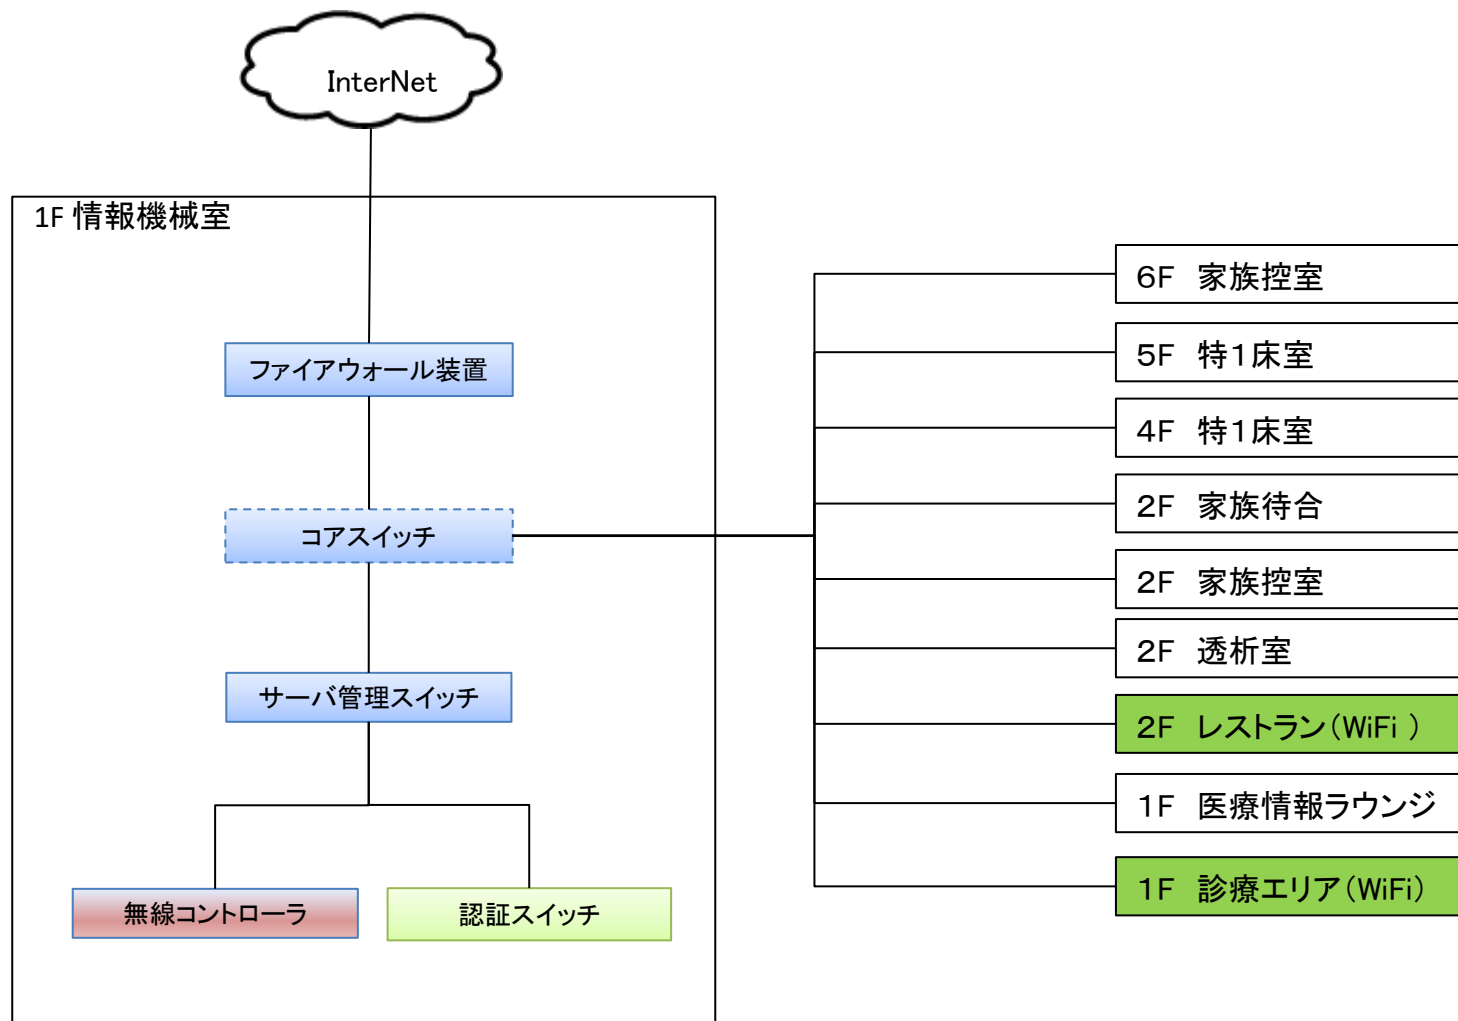 InterNet
1F 情報機械室
ファイアウォール装置
コアスイッチ
サーバ管理スイッチ
無線コントローラ
認証スイッチ
6F　家族控室
5F　特1床室
4F　特1床室
2F　家族待合
2F　家族控室
2F　透析室
2F　レストラン（WiFi ）
1F　医療情報ラウンジ
1F　診療エリア（WiFi）